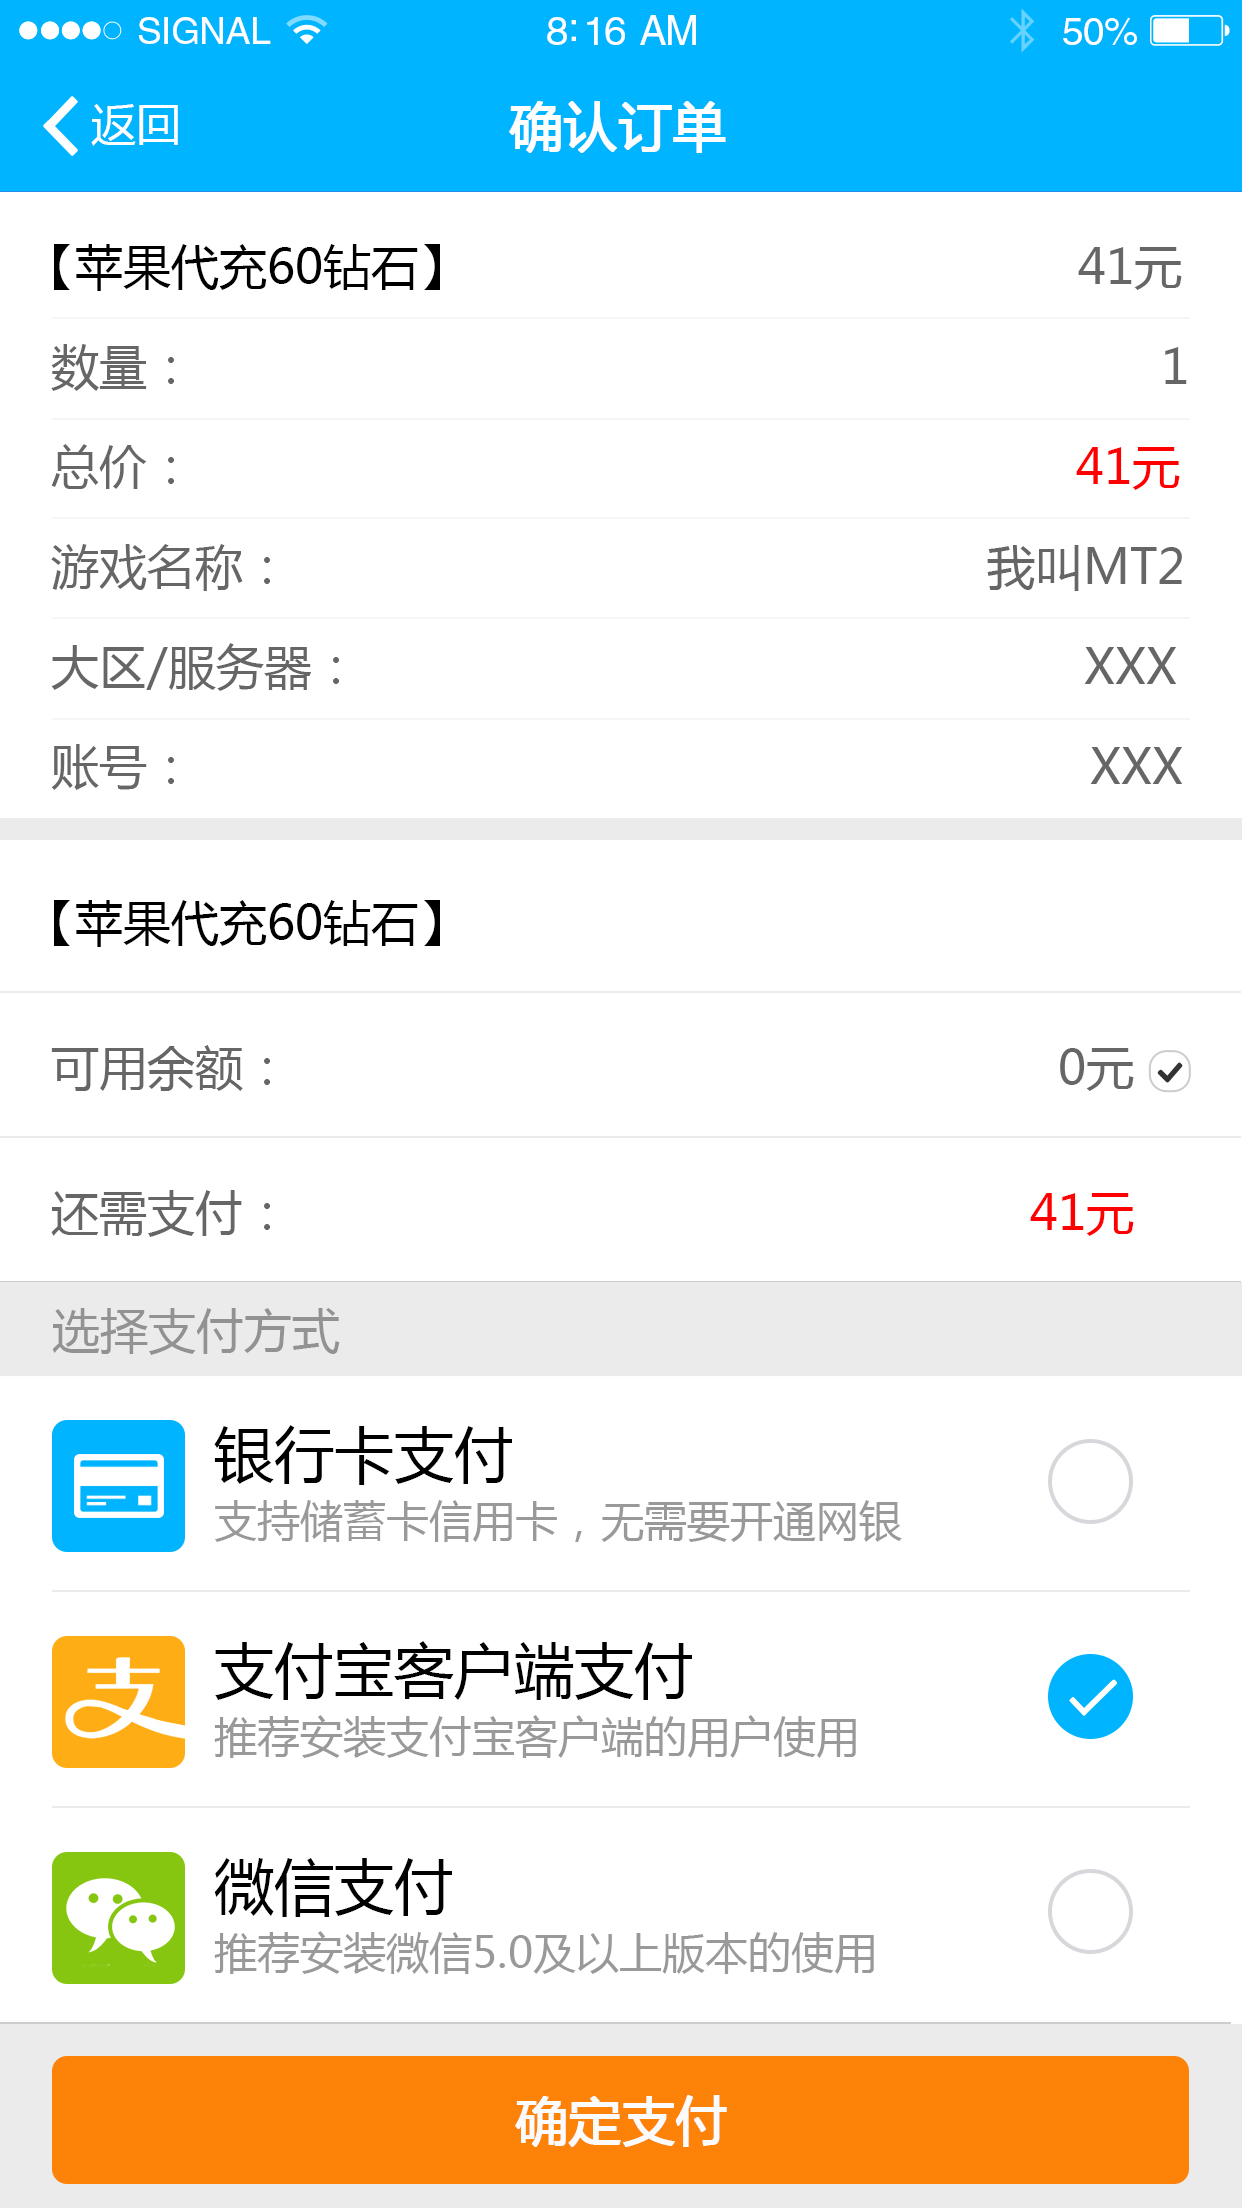 SIGNAL 8:16 AM 50%
返回 确认订单
【苹果代充60钻石】 41元
数量： 1
总价： 41元
游戏名称： 我叫MT2
大区/服务器： XXX
账号： XXX
【苹果代充60钻石】
可用余额： 0元
还需支付： 41元
选择支付方式
银行卡支付
支持储蓄卡信用卡，无需要开通网银
支付宝客户端支付
推荐安装支付宝客户端的用户使用
微信支付
推荐安装微信5.0及以上版本的使用
确定支付